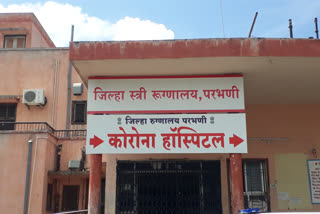 जिल्हा स्त्री रूग्णालय, परभणी
जिल्हा रुग्णालय परभणी
कोरोना हॉस्पिटल